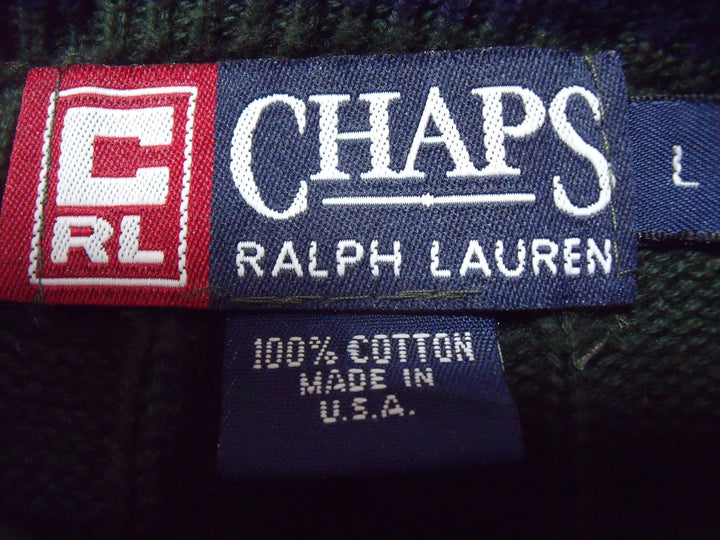 C
RL
CHAPS
RALPH LAUREN
L
100% COTTON
MADE IN
U.S.A.